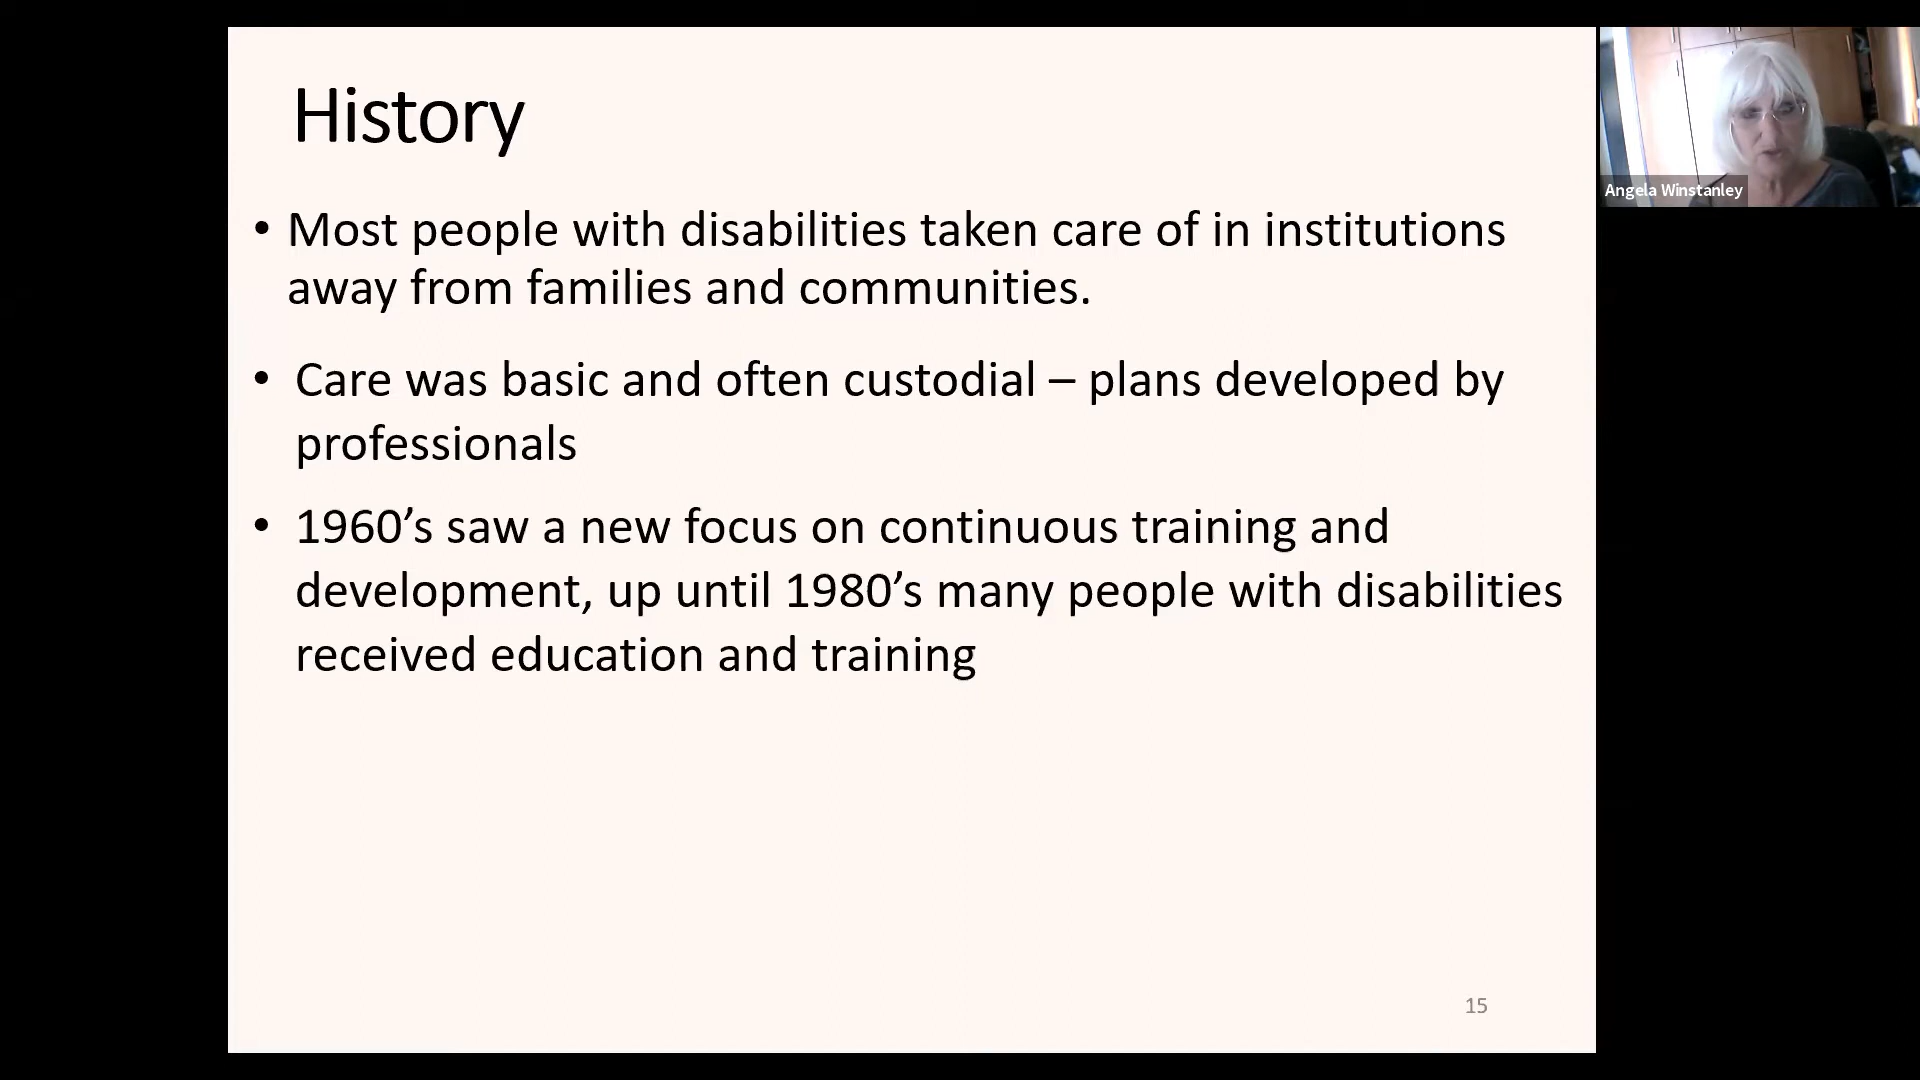 History
• Most people with disabilities taken care of in institutions
away from families and communities.
• Care was basic and often custodial – plans developed by
professionals
• 1960’s saw a new focus on continuous training and
development, up until 1980’s many people with disabilities
received education and training
15
Angela Winstanley